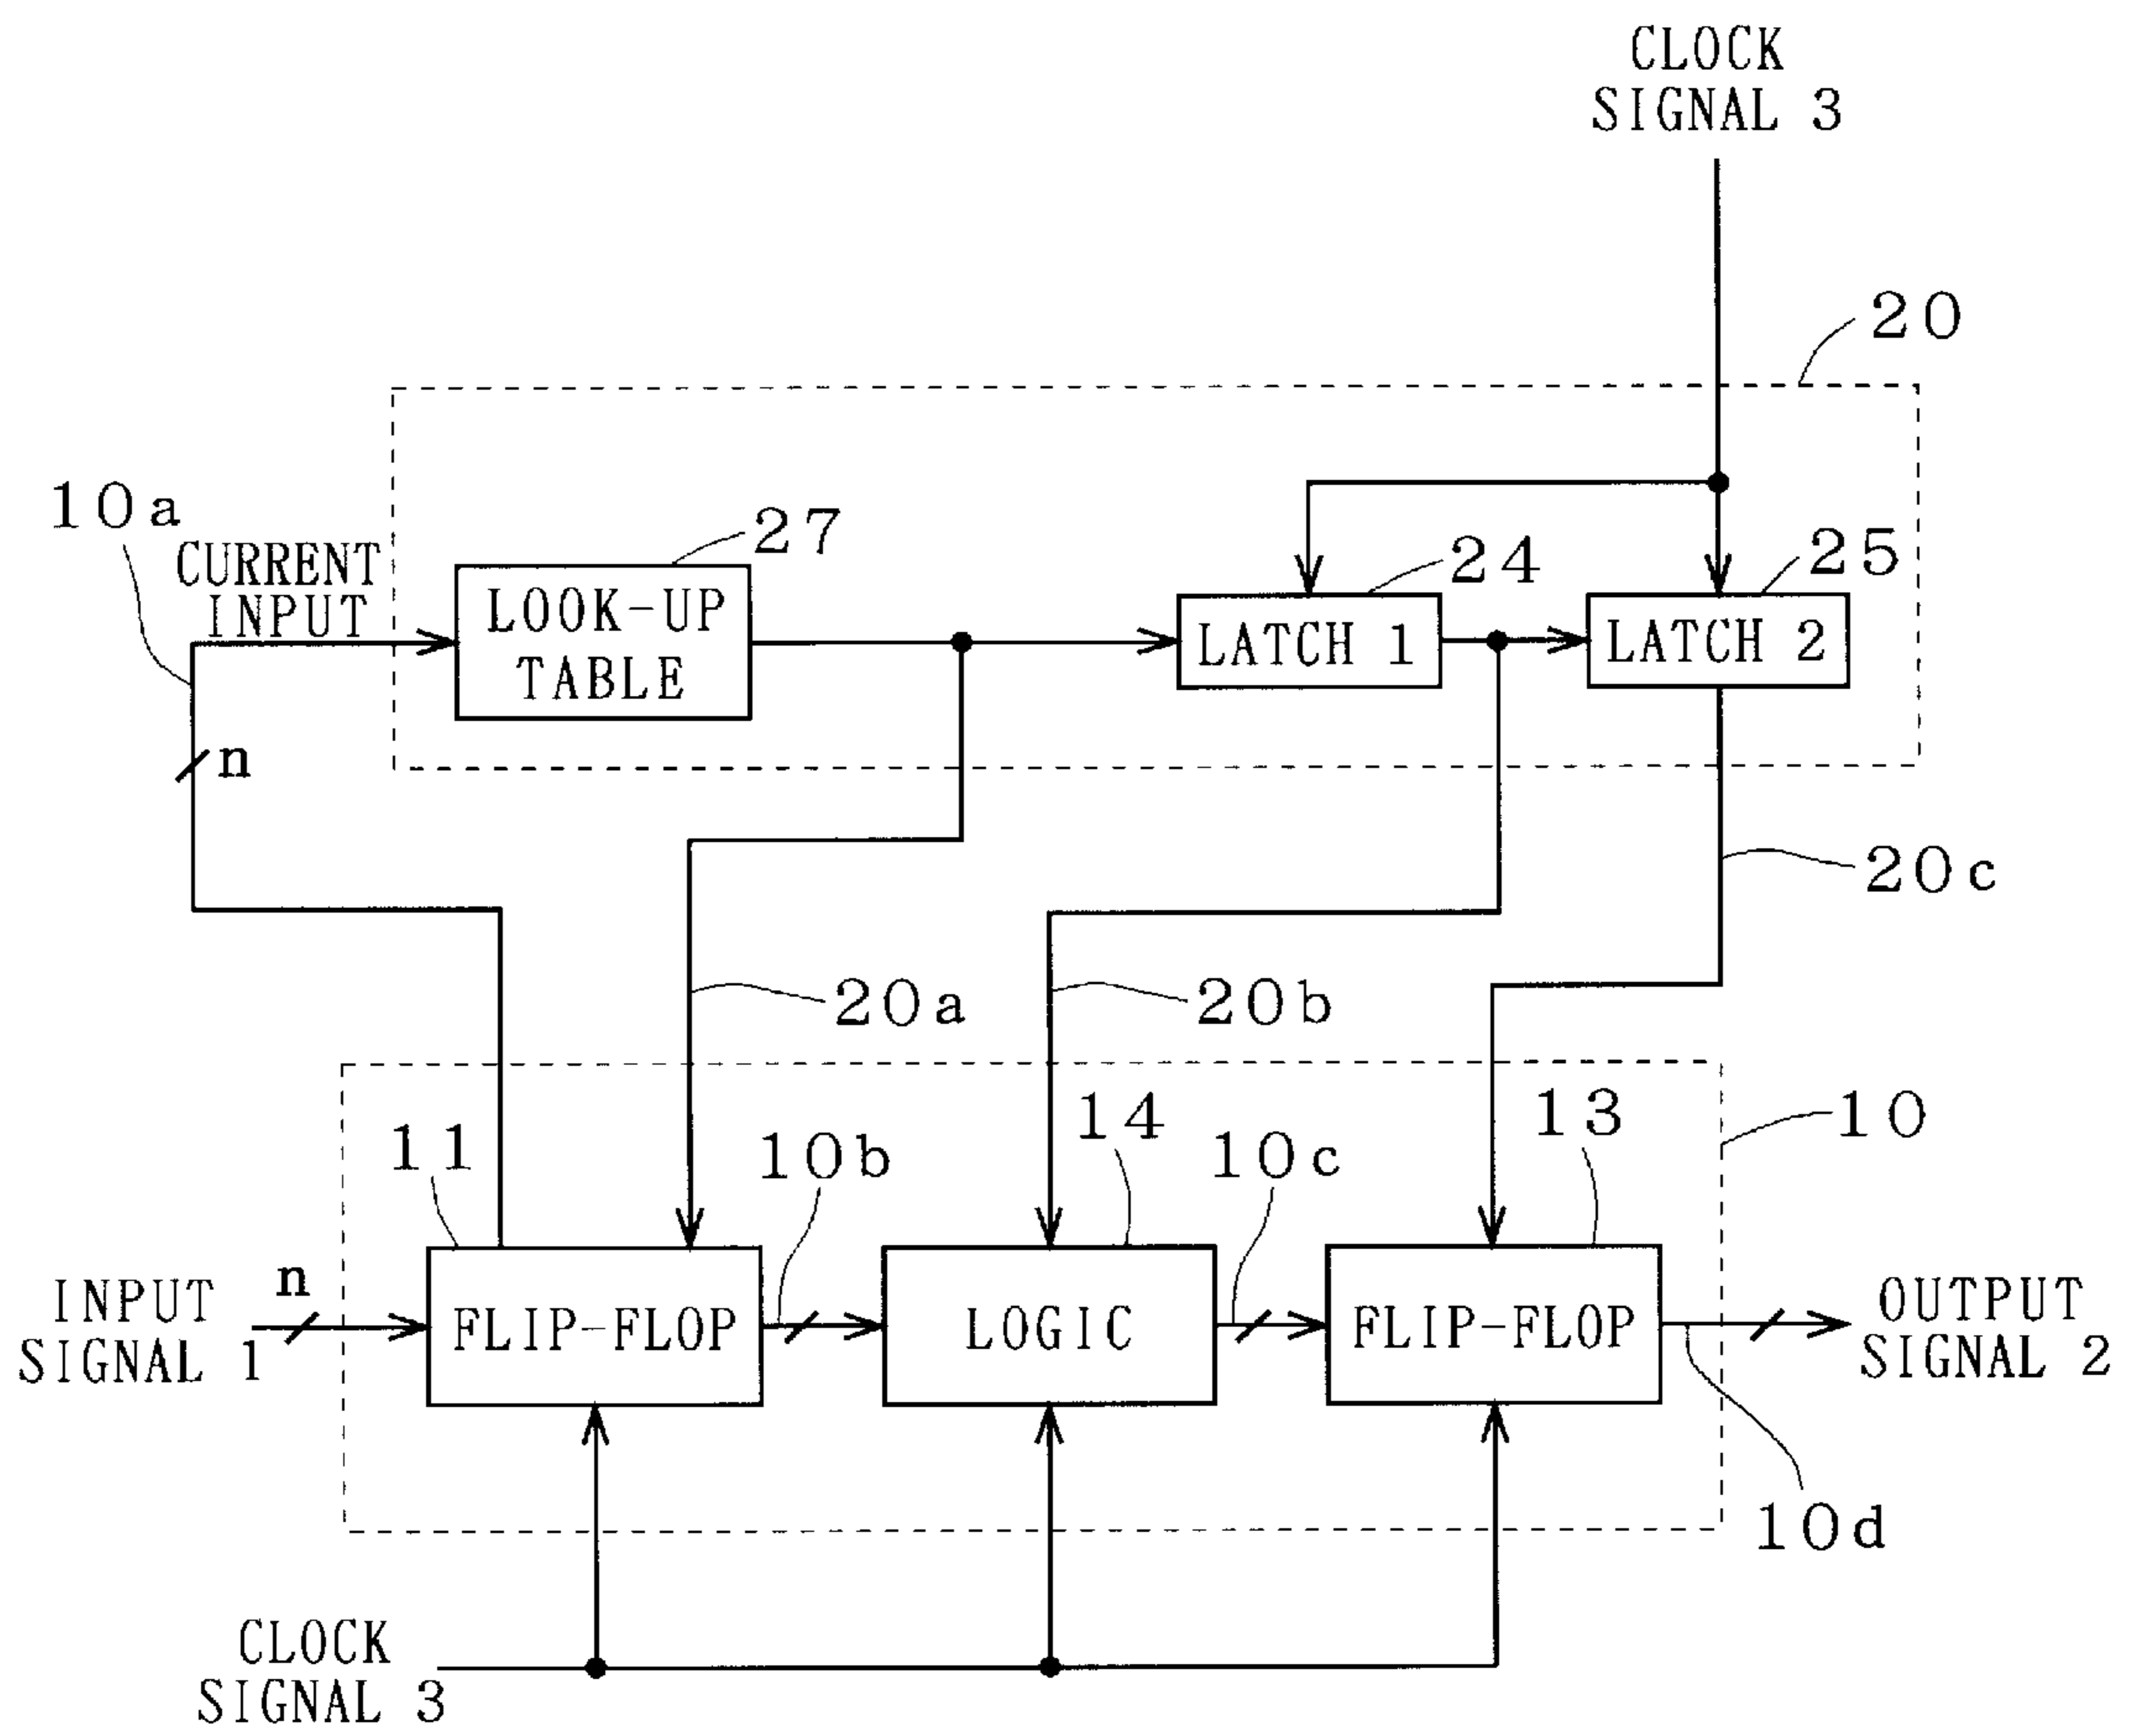 CLOCK
SIGNAL 3
20
10a
CURRENT
INPUT
27
LOOK-UP
TABLE
24
LATCH 1
25
LATCH 2
n
20c
20a
20b
10
11
10b
14
10c
13
INPUT
SIGNAL 1
n
FLIP-FLOP
LOGIC
FLIP-FLOP
OUTPUT
SIGNAL 2
10d
CLOCK
SIGNAL 3